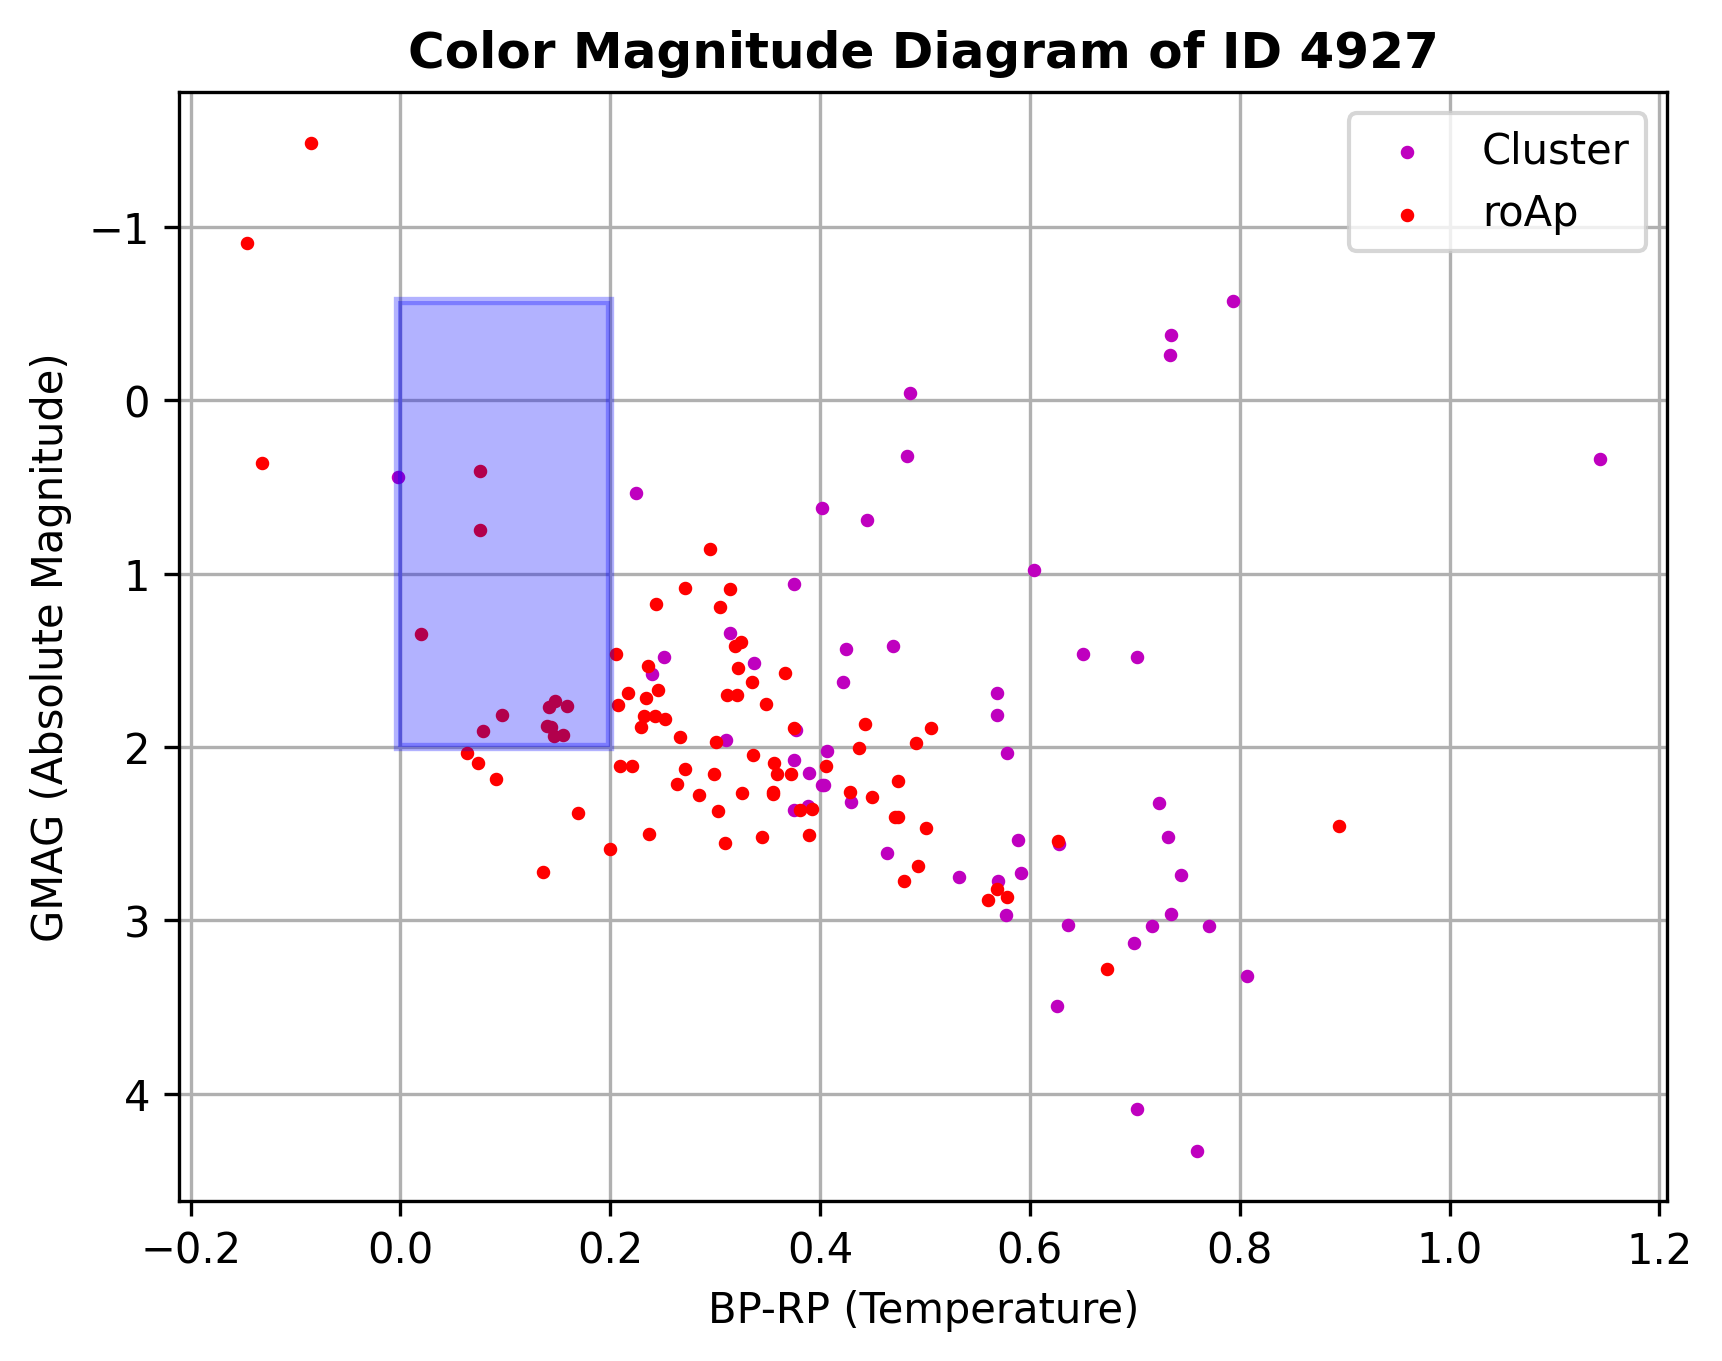 Color Magnitude Diagram of ID 4927
Cluster
roAp
GMAG (Absolute Magnitude)
−1
0
1
2
3
4
−0.2 0.0 0.2 0.4 0.6 0.8 1.0 1.2
BP-RP (Temperature)